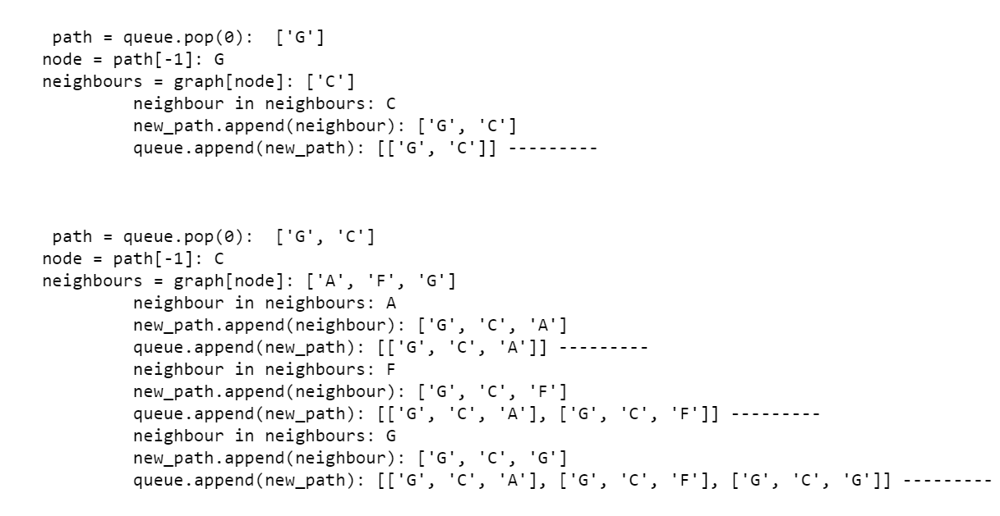 path = queue.pop(0):  ['G']
node = path[-1]: G
neighbours = graph[node]: ['C']
neighbour in neighbours: C
new_path.append(neighbour): ['G', 'C']
queue.append(new_path): [['G', 'C']] ---------
path = queue.pop(0):  ['G', 'C']
node = path[-1]: C
neighbours = graph[node]: ['A', 'F', 'G']
neighbour in neighbours: A
new_path.append(neighbour): ['G', 'C', 'A']
queue.append(new_path): [['G', 'C', 'A']] ---------
neighbour in neighbours: F
new_path.append(neighbour): ['G', 'C', 'F']
queue.append(new_path): [['G', 'C', 'A'], ['G', 'C', 'F']] ---------
neighbour in neighbours: G
new_path.append(neighbour): ['G', 'C', 'G']
queue.append(new_path): [['G', 'C', 'A'], ['G', 'C', 'F'], ['G', 'C', 'G']] ---------